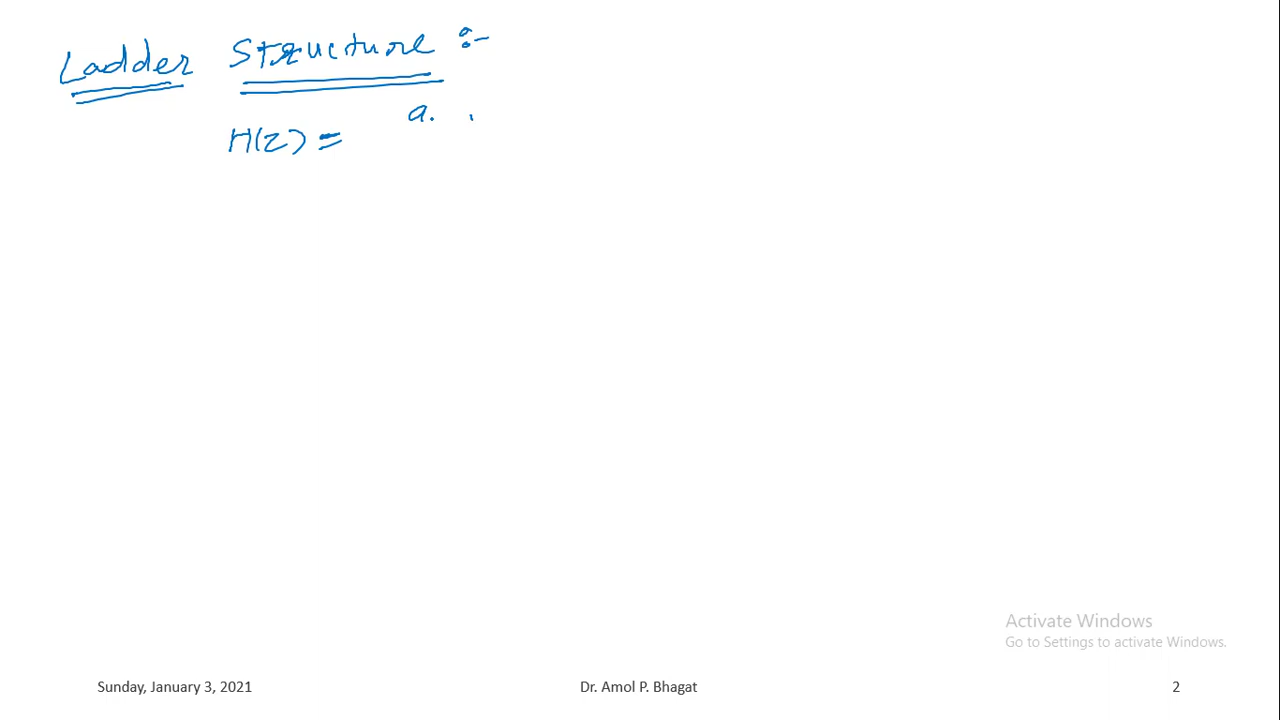 Ladder Structure :-
a.
H(z) =
Activate Windows
Go to Settings to activate Windows.
Sunday, January 3, 2021 Dr. Amol P. Bhagat 2